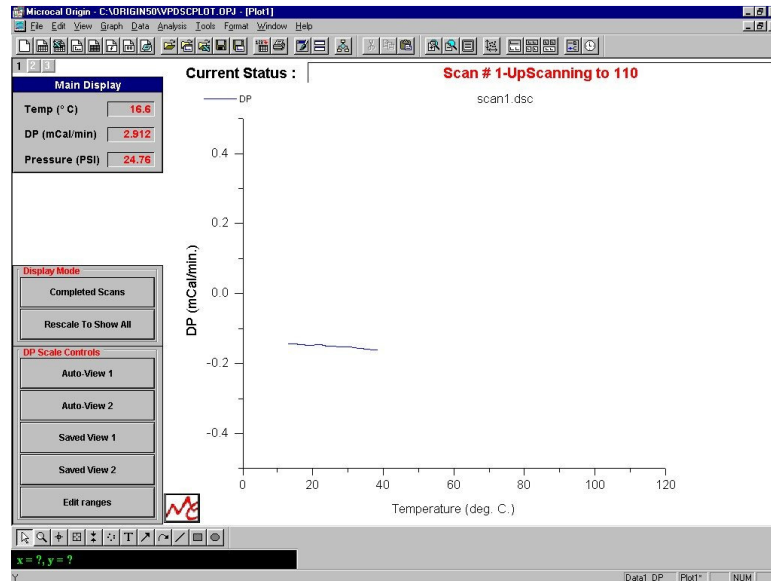 Microcal Origin - C:\ORIGIN50\VPDSCPLOT.OPJ - [Plot1]
File Edit View Graph Data Analysis Tools Format Window Help
1 2 3
Main Display
Temp (° C) 16.6
DP (mCal/min) 2.912
Pressure (PSI) 24.76
Current Status : Scan # 1-UpScanning to 110
DP
scan1.dsc
0.4
0.2
0.0
-0.2
-0.4
DP (mCal/min.)
0 20 40 60 80 100 120
Temperature (deg. C.)
Display Mode
Completed Scans
Rescale To Show All
DP Scale Controls
Auto-View 1
Auto-View 2
Saved View 1
Saved View 2
Edit ranges
T
x = ?, y = ?
Y Data1_DP Plot1* NUM